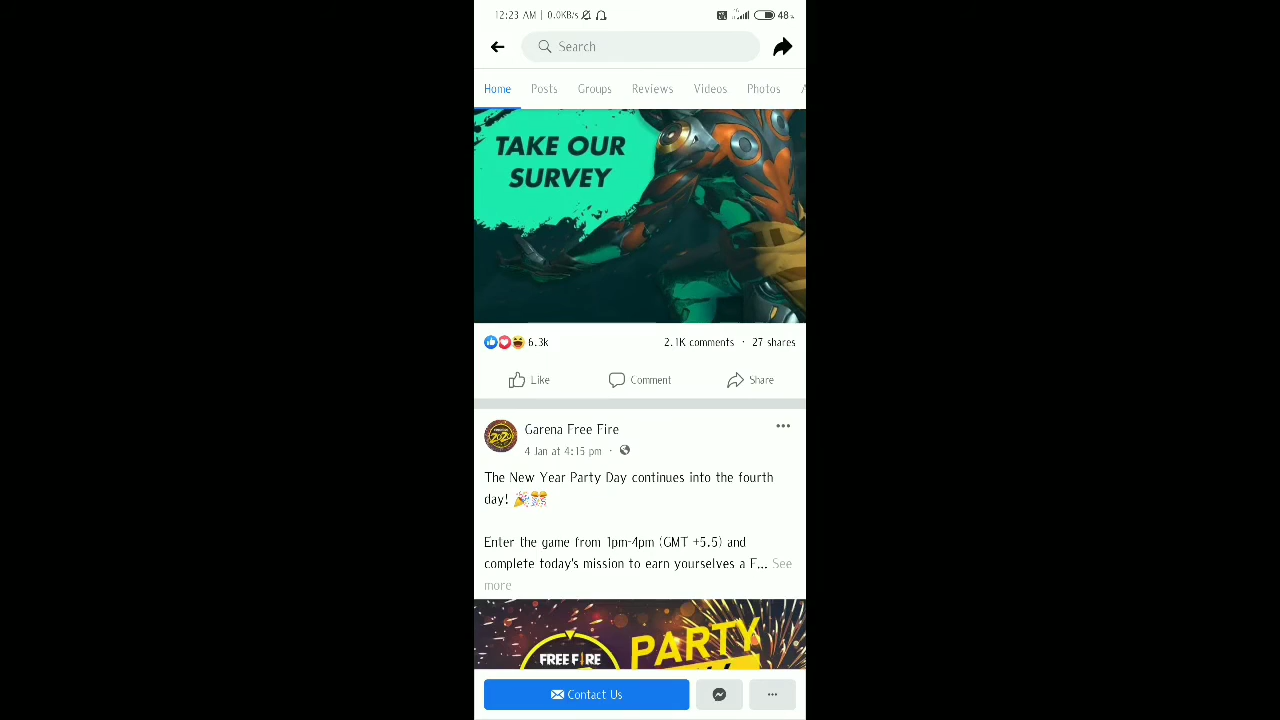 12:23 AM | 0.0KB/s 48
Search
Home Posts Groups Reviews Videos Photos
TAKE OUR
SURVEY
6.3k 2.1K comments · 27 shares
Like Comment Share
Garena Free Fire
4 Jan at 4:15 pm ·
The New Year Party Day continues into the fourth
day! 🎉🎊
Enter the game from 1pm-4pm (GMT +5.5) and
complete today's mission to earn yourselves a F... See
more
FREE FIRE
PARTY
Contact Us